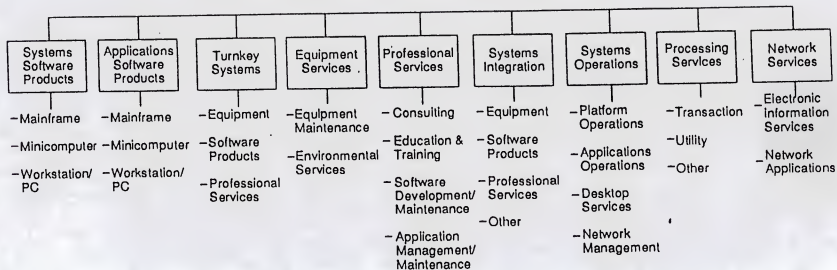 Systems
Software
Products
–Mainframe
–Minicomputer
–Workstation/
PC
Applications
Software
Products
–Mainframe
–Minicomputer
–Workstation/
PC
Turnkey
Systems
–Equipment
–Software
Products
–Professional
Services
Equipment
Services
–Equipment
Maintenance
–Environmental
Services
Professional
Services
–Consulting
–Education &
Training
–Software
Development/
Maintenance
–Application
Management/
Maintenance
Systems
Integration
–Equipment
–Software
Products
–Professional
Services
–Other
Systems
Operations
–Platform
Operations
–Applications
Operations
–Desktop
Services
–Network
Management
Processing
Services
–Transaction
–Utility
–Other
Network
Services
–Electronic
Information
Services
–Network
Applications